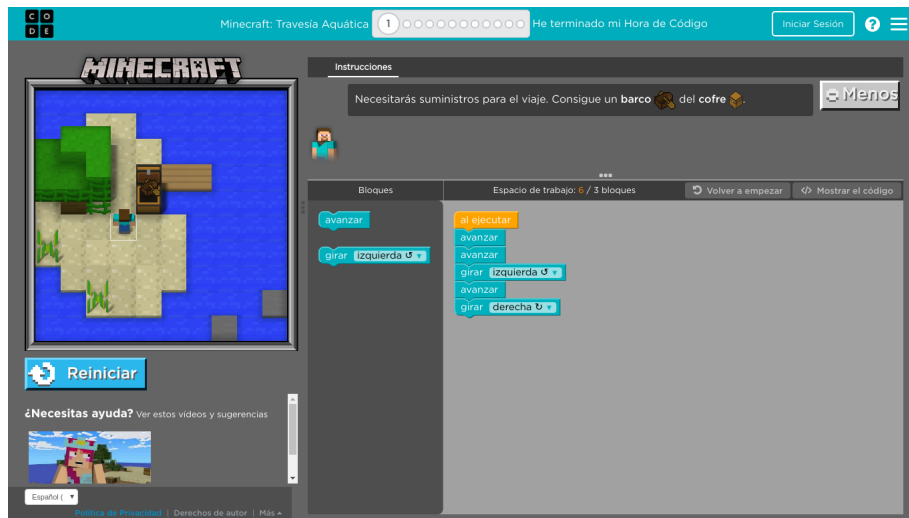 C O
D E
Minecraft: Travesía Aquática
1
He terminado mi Hora de Código
Iniciar Sesión
?
MINECRAFT
Instrucciones
Necesitarás suministros para el viaje. Consigue un barco del cofre.
Menos
Bloques
Espacio de trabajo: 6 / 3 bloques
Volver a empezar
</> Mostrar el código
avanzar
girar izquierda ↺ ▼
al ejecutar
avanzar
avanzar
girar izquierda ↺ ▼
avanzar
girar derecha ↻ ▼
Reiniciar
¿Necesitas ayuda? Ver estos vídeos y sugerencias
Español (
Política de Privacidad | Derechos de autor | Más